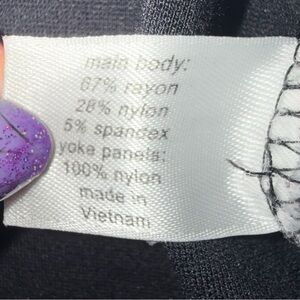 main body:
67% rayon
28% nylon
5% spandex
yoke panels:
100% nylon
made in
Vietnam